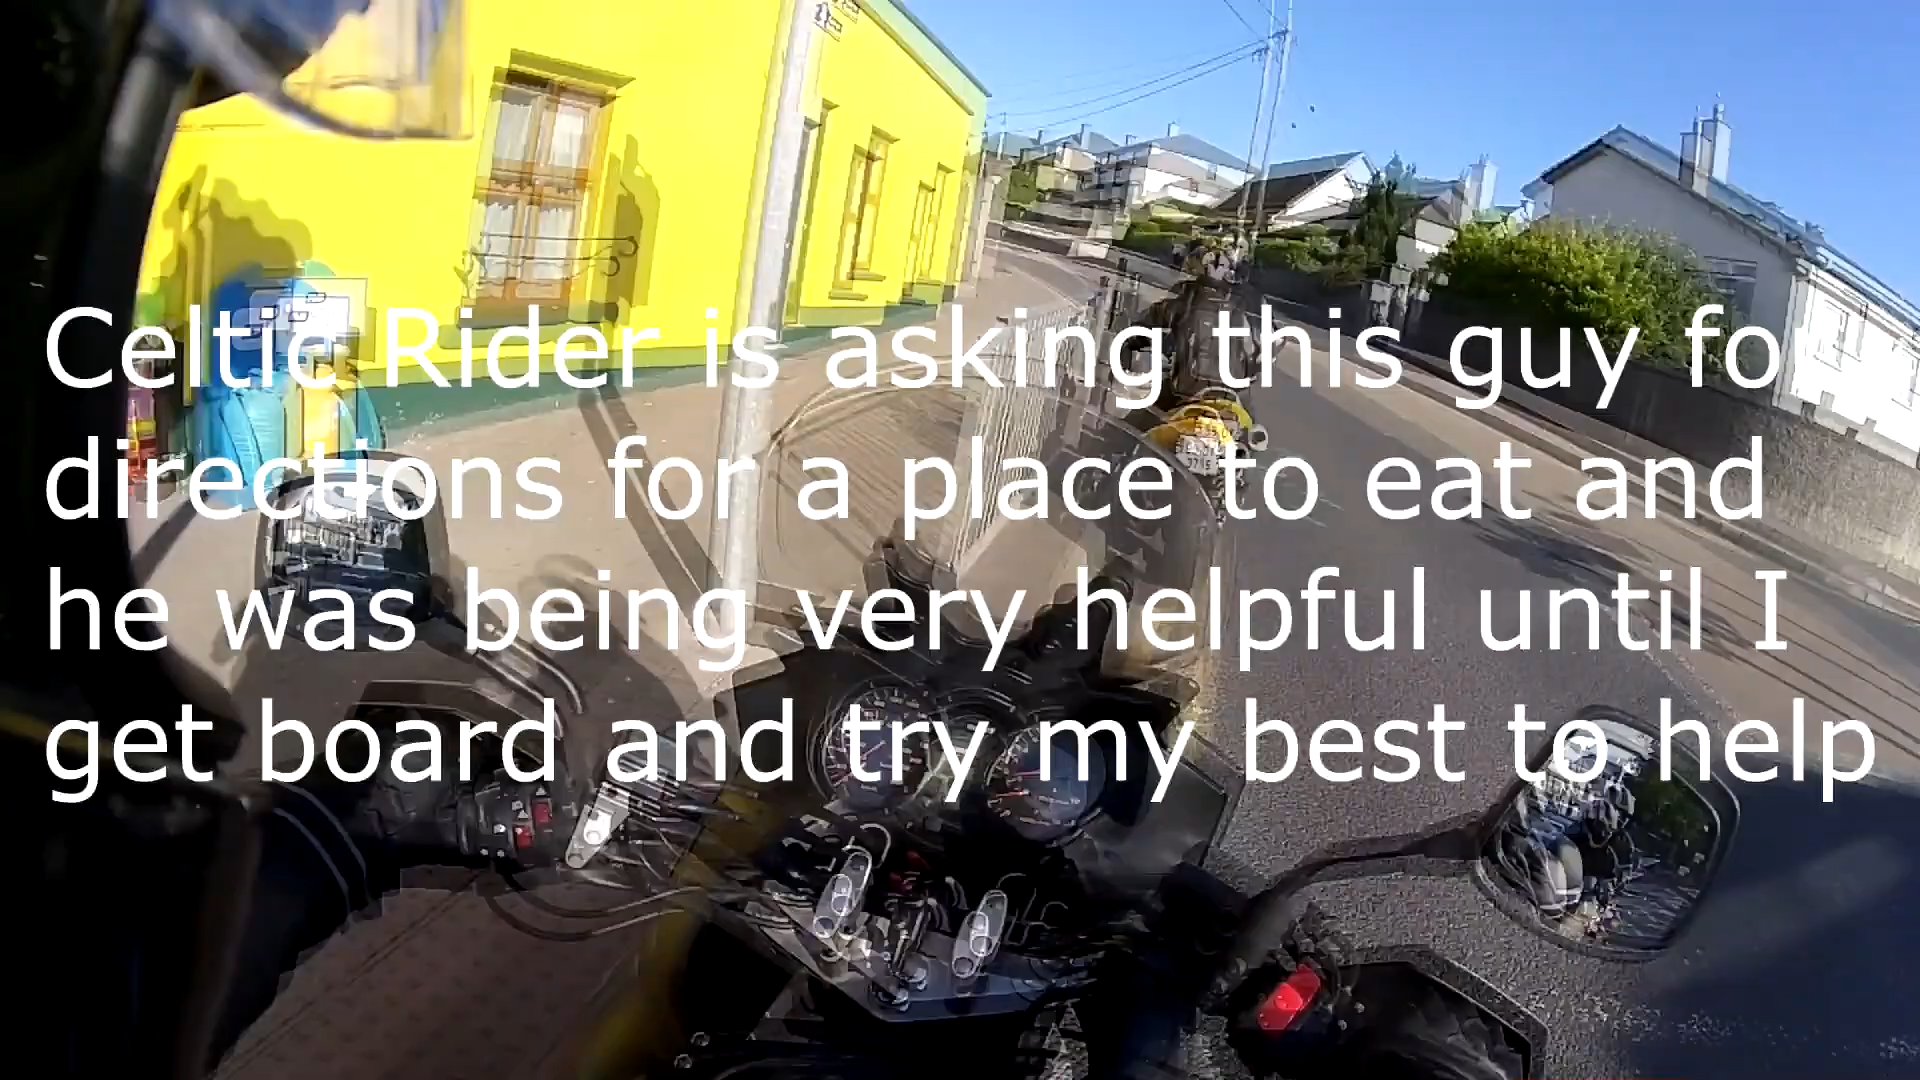 Celtic Rider is asking this guy for
directions for a place to eat and
he was being very helpful until I
get board and try my best to help